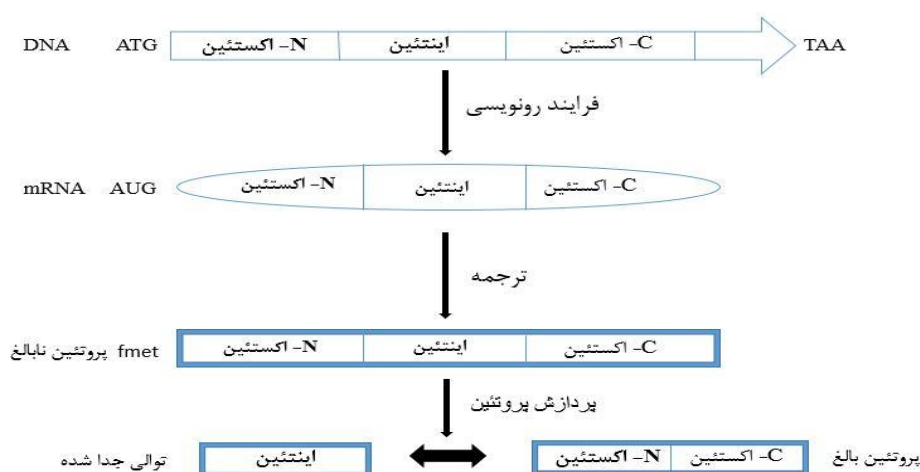 DNA ATG N- اکستئین اینتئین C- اکستئین TAA
فرایند رونویسی
mRNA AUG N- اکستئین اینتئین C- اکستئین
ترجمه
پروتئین نابالغ fmet N- اکستئین اینتئین C- اکستئین
پردازش پروتئین
توالی جدا شده اینتئین N- اکستئین C- اکستئین پروتئین بالغ